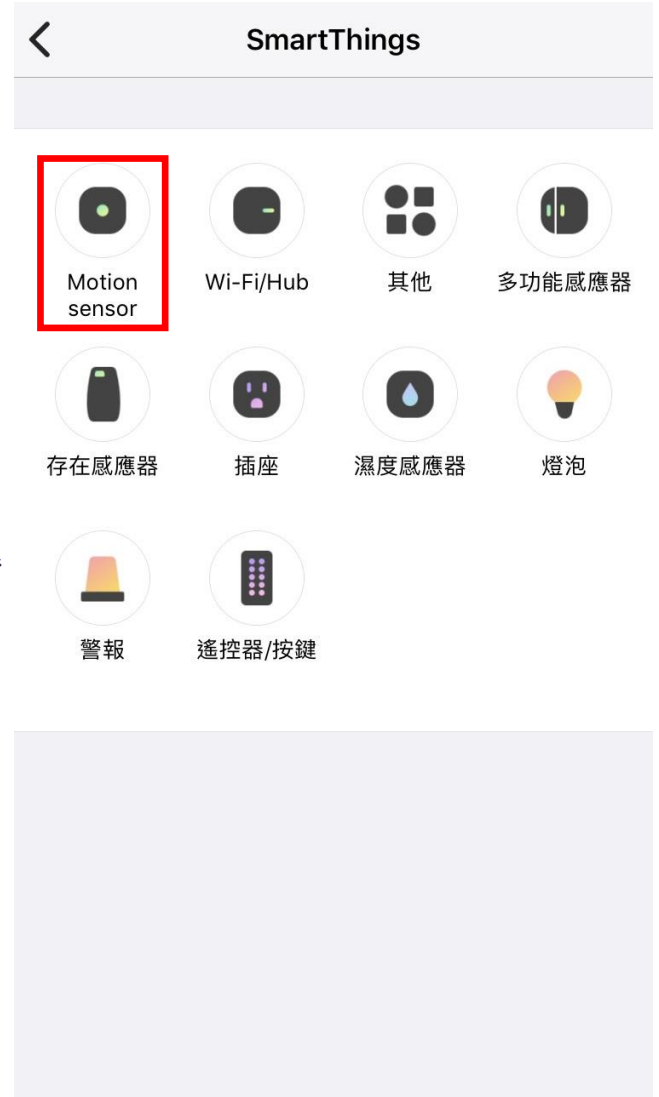 SmartThings
Motion
sensor
Wi-Fi/Hub
其他
多功能感應器
存在感應器
插座
濕度感應器
燈泡
警報
遙控器/按鍵